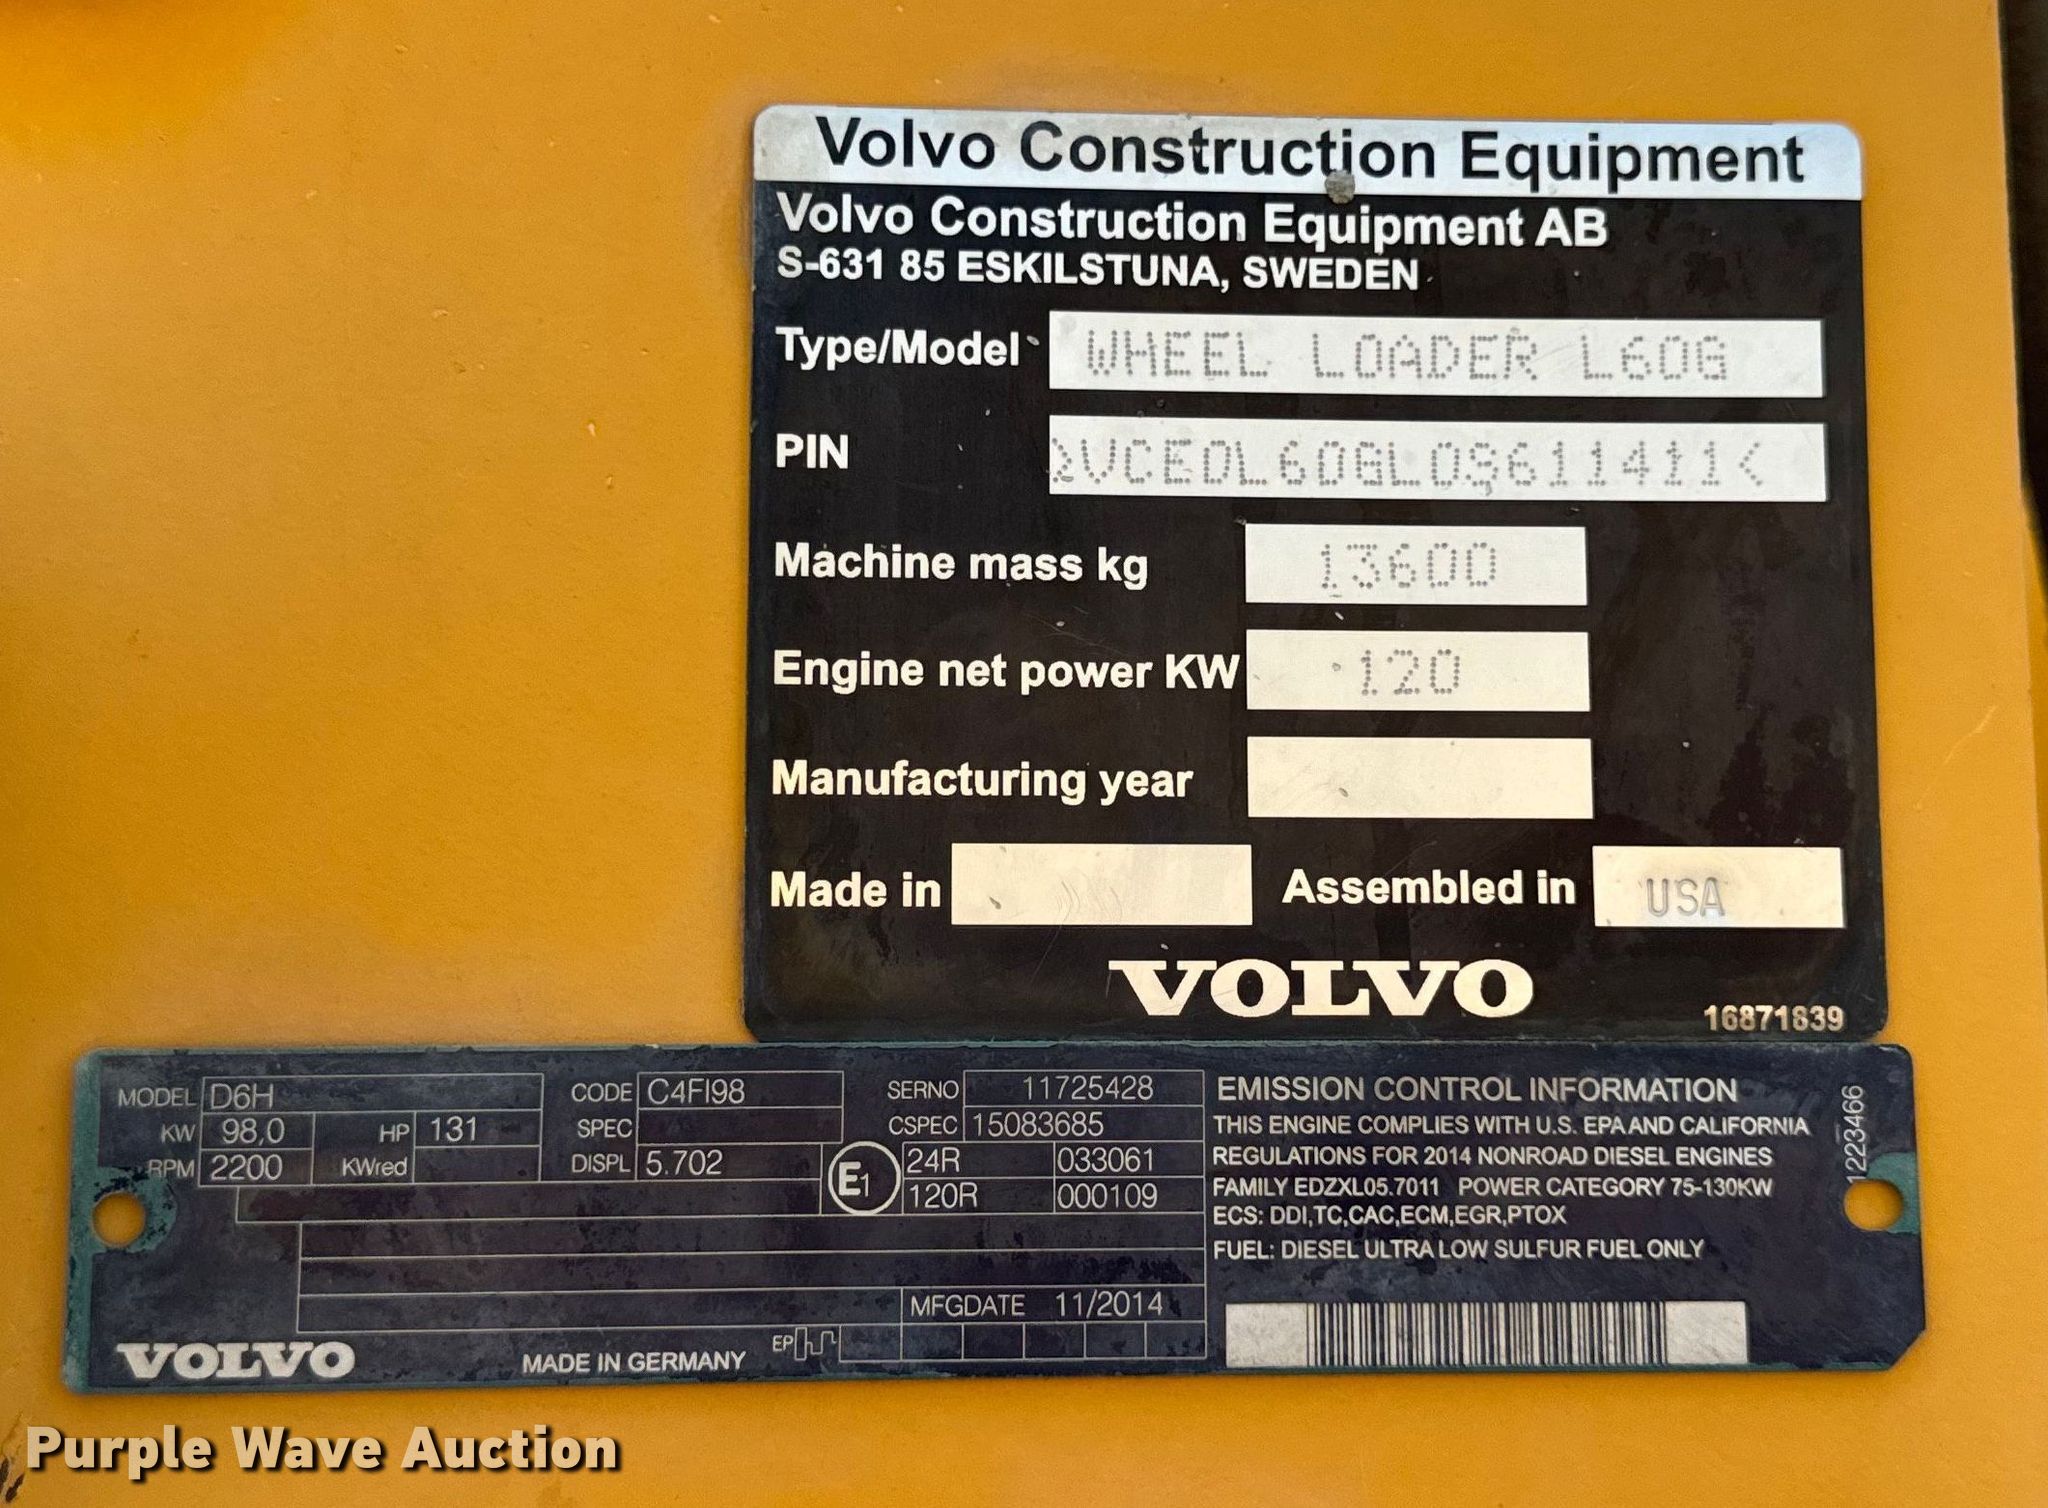 Volvo Construction Equipment
Volvo Construction Equipment AB
S-631 85 ESKILSTUNA, SWEDEN
Type/Model WHEEL LOADER L60G
PIN >VCE0L60GL0S611411<
Machine mass kg 13600
Engine net power KW 120
Manufacturing year
Made in Assembled in USA
VOLVO 16871839
MODEL D6H CODE C4FI98 SERNO 11725428
KW 98,0 HP 131 SPEC CSPEC 15083685
RPM 2200 KWred DISPL 5.702 E1 24R 033061
120R 000109
MFGDATE 11/2014
VOLVO MADE IN GERMANY EP
EMISSION CONTROL INFORMATION
THIS ENGINE COMPLIES WITH U.S. EPA AND CALIFORNIA
REGULATIONS FOR 2014 NONROAD DIESEL ENGINES
FAMILY EDZXL05.7011 POWER CATEGORY 75-130KW
ECS: DDI,TC,CAC,ECM,EGR,PTOX
FUEL: DIESEL ULTRA LOW SULFUR FUEL ONLY
1223466
Purple Wave Auction